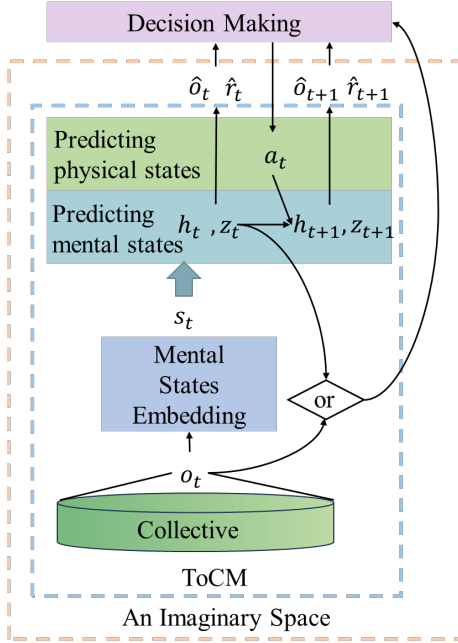 Decision Making
ô_t r̂_t ô_{t+1} r̂_{t+1}
Predicting
physical states
a_t
Predicting
mental states
h_t , z_t h_{t+1}, z_{t+1}
s_t
Mental
States
Embedding
or
o_t
Collective
ToCM
An Imaginary Space